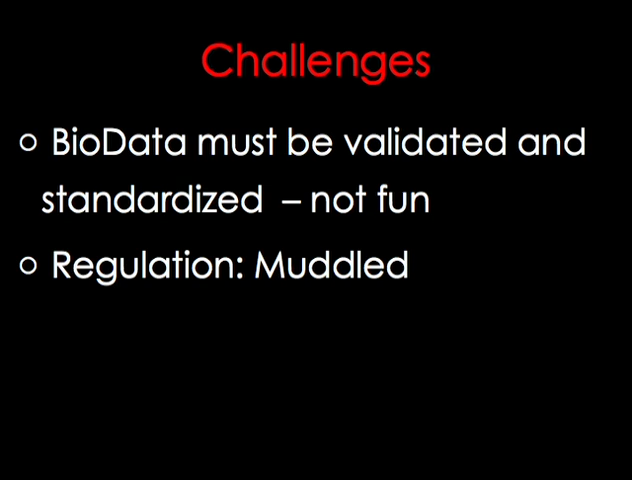 Challenges
○ BioData must be validated and
standardized – not fun
○ Regulation: Muddled